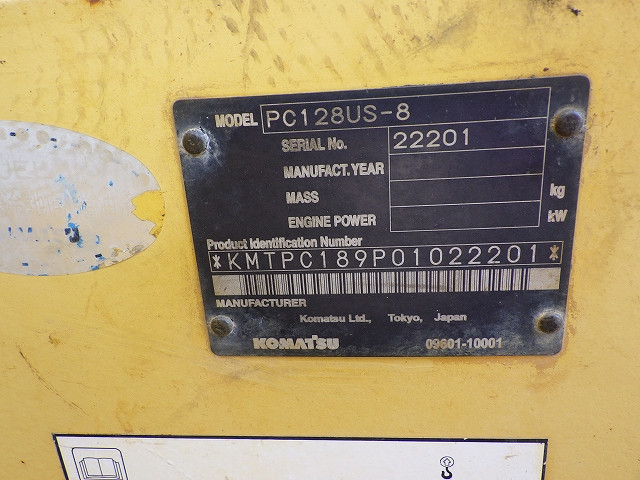 MODEL PC128US-8
SERIAL No. 22201
MANUFACT. YEAR
MASS kg
ENGINE POWER kW
Product Identification Number
*KMTPC189P01022201*
MANUFACTURER
Komatsu Ltd., Tokyo, Japan
KOMATSU 09601-10001